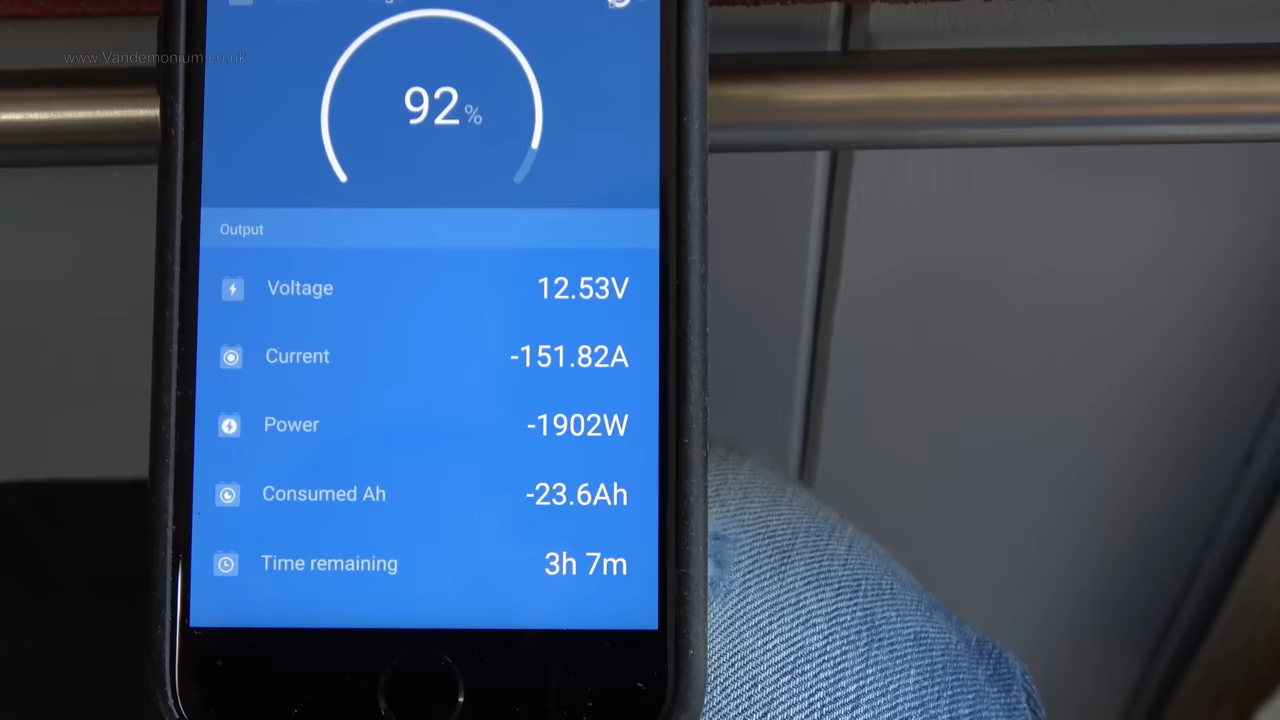 www.Vandemonium.co.uk
92%
Output
Voltage 12.53V
Current -151.82A
Power -1902W
Consumed Ah -23.6Ah
Time remaining 3h 7m